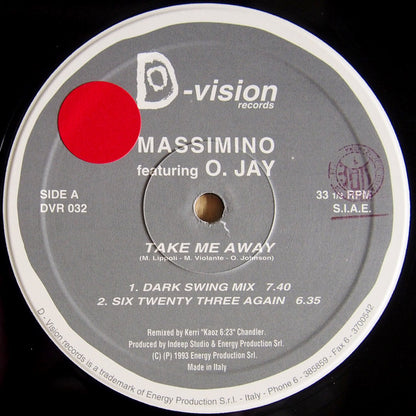 D-vision
records
MASSIMINO
featuring O. JAY
SIDE A
DVR 032
33 1/2 RPM
S.I.A.E.
TAKE ME AWAY
(M. Lippoli - M. Violante - O. Johnson)
1. DARK SWING MIX 7.40
2. SIX TWENTY THREE AGAIN 6.35
Remixed by Kerri "Kaoz 6:23" Chandler.
Produced by Indeep Studio & Energy Production Srl.
(C) (P) 1993 Energy Production Srl.
Made in Italy
D - Vision records is a trademark of Energy Production S.r.l. - Italy - Phone 6 - 385859 - Fax 6 - 3700542